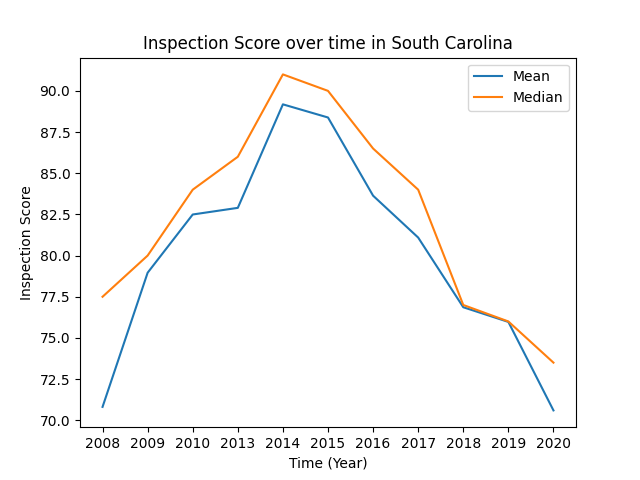 Inspection Score over time in South Carolina
Mean
Median
90.0
87.5
85.0
82.5
80.0
77.5
75.0
72.5
70.0
Inspection Score
2008 2009 2010 2013 2014 2015 2016 2017 2018 2019 2020
Time (Year)